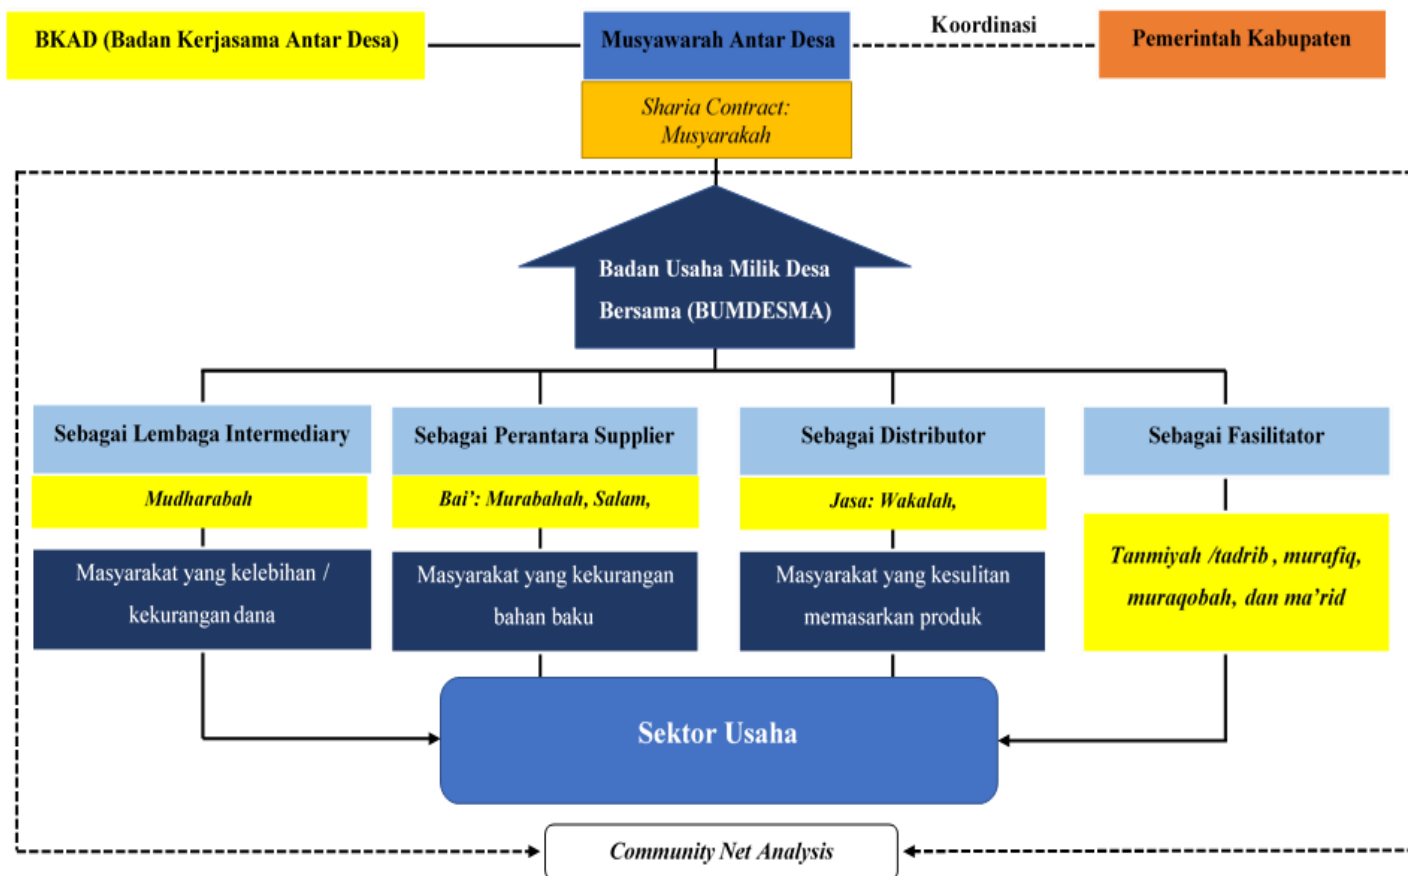 BKAD (Badan Kerjasama Antar Desa)
Musyawarah Antar Desa
Koordinasi
Pemerintah Kabupaten
Sharia Contract:
Musyarakah
Badan Usaha Milik Desa
Bersama (BUMDESMA)
Sebagai Lembaga Intermediary
Sebagai Perantara Supplier
Sebagai Distributor
Sebagai Fasilitator
Mudharabah
Bai’: Murabahah, Salam,
Jasa: Wakalah,
Tanmiyah /tadrib , murafiq,
muraqobah, dan ma’rid
Masyarakat yang kelebihan /
kekurangan dana
Masyarakat yang kekurangan
bahan baku
Masyarakat yang kesulitan
memasarkan produk
Sektor Usaha
Community Net Analysis